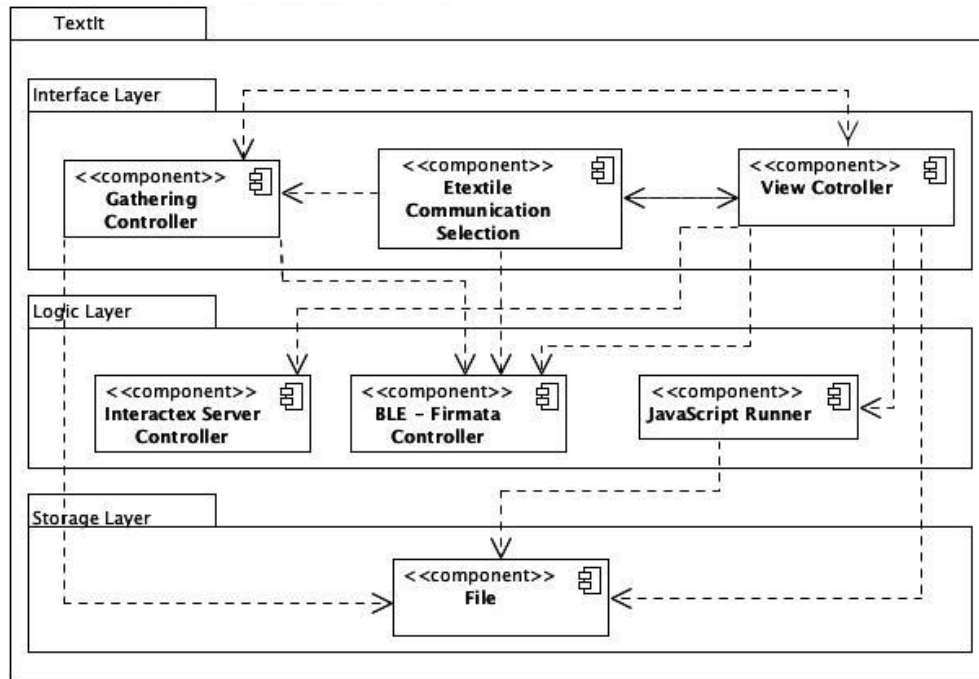 TextIt
Interface Layer
<<component>>
Gathering
Controller
<<component>>
Etextile
Communication
Selection
<<component>>
View Cotroller
Logic Layer
<<component>>
Interactex Server
Controller
<<component>>
BLE - Firmata
Controller
<<component>>
JavaScript Runner
Storage Layer
<<component>>
File